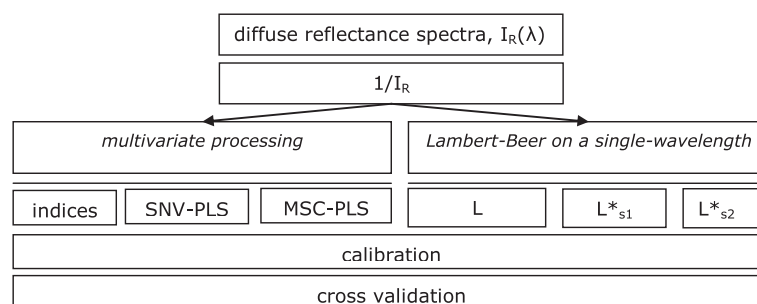 diffuse reflectance spectra, I_R(λ)
1/I_R
multivariate processing
Lambert-Beer on a single-wavelength
indices SNV-PLS MSC-PLS L L*_s1 L*_s2
calibration
cross validation